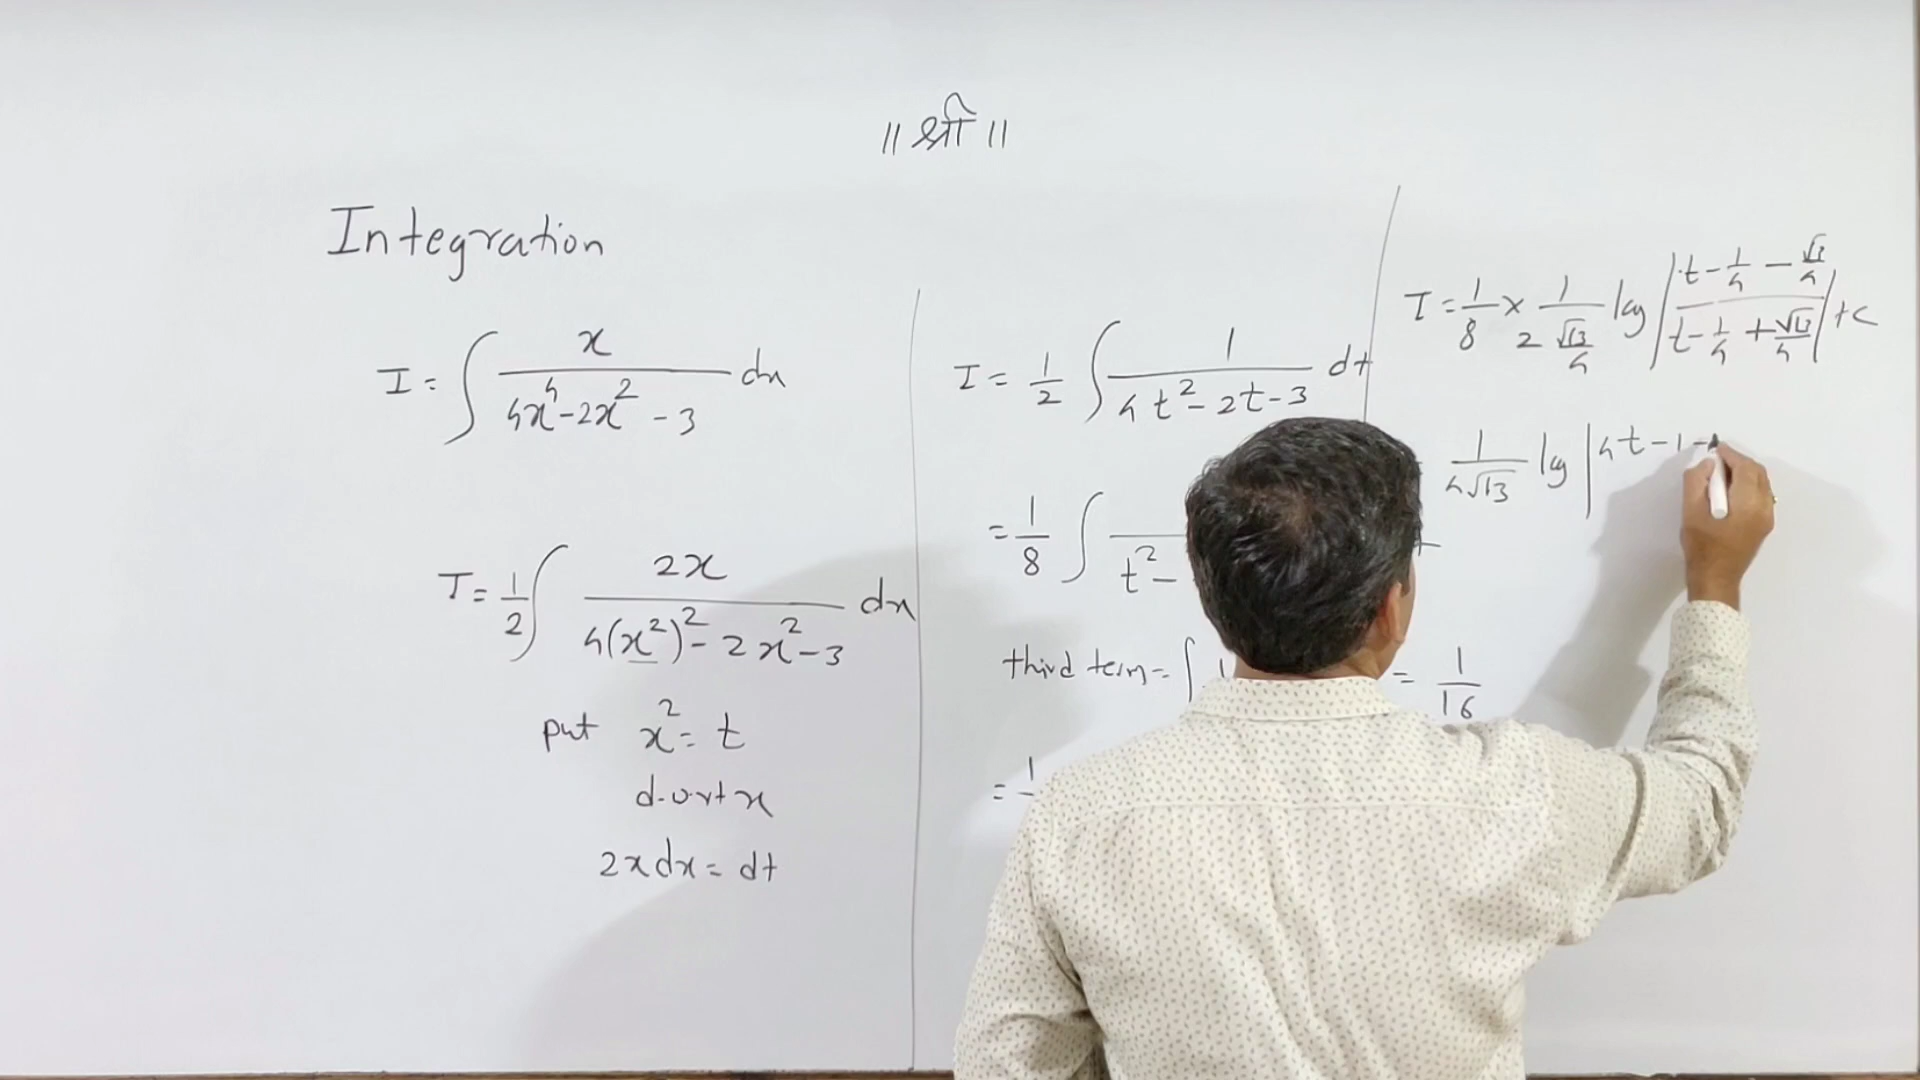 ॥ श्री ॥
Integration
I = ∫ x / (4x⁴ - 2x² - 3) dx
I = 1/2 ∫ 2x / (4(x²)² - 2x² - 3) dx
put x² = t
d.w.r.t x
2x dx = dt
I = 1/2 ∫ 1 / (4t² - 2t - 3) dt
= 1/8 ∫ t² -
third term = = 1/16
= 1
I = 1/8 × 1 / (2 √13/4) log | (t - 1/4 - √13/4) / (t - 1/4 + √13/4) | + c
1 / (4√13) log | 4t - 1 -